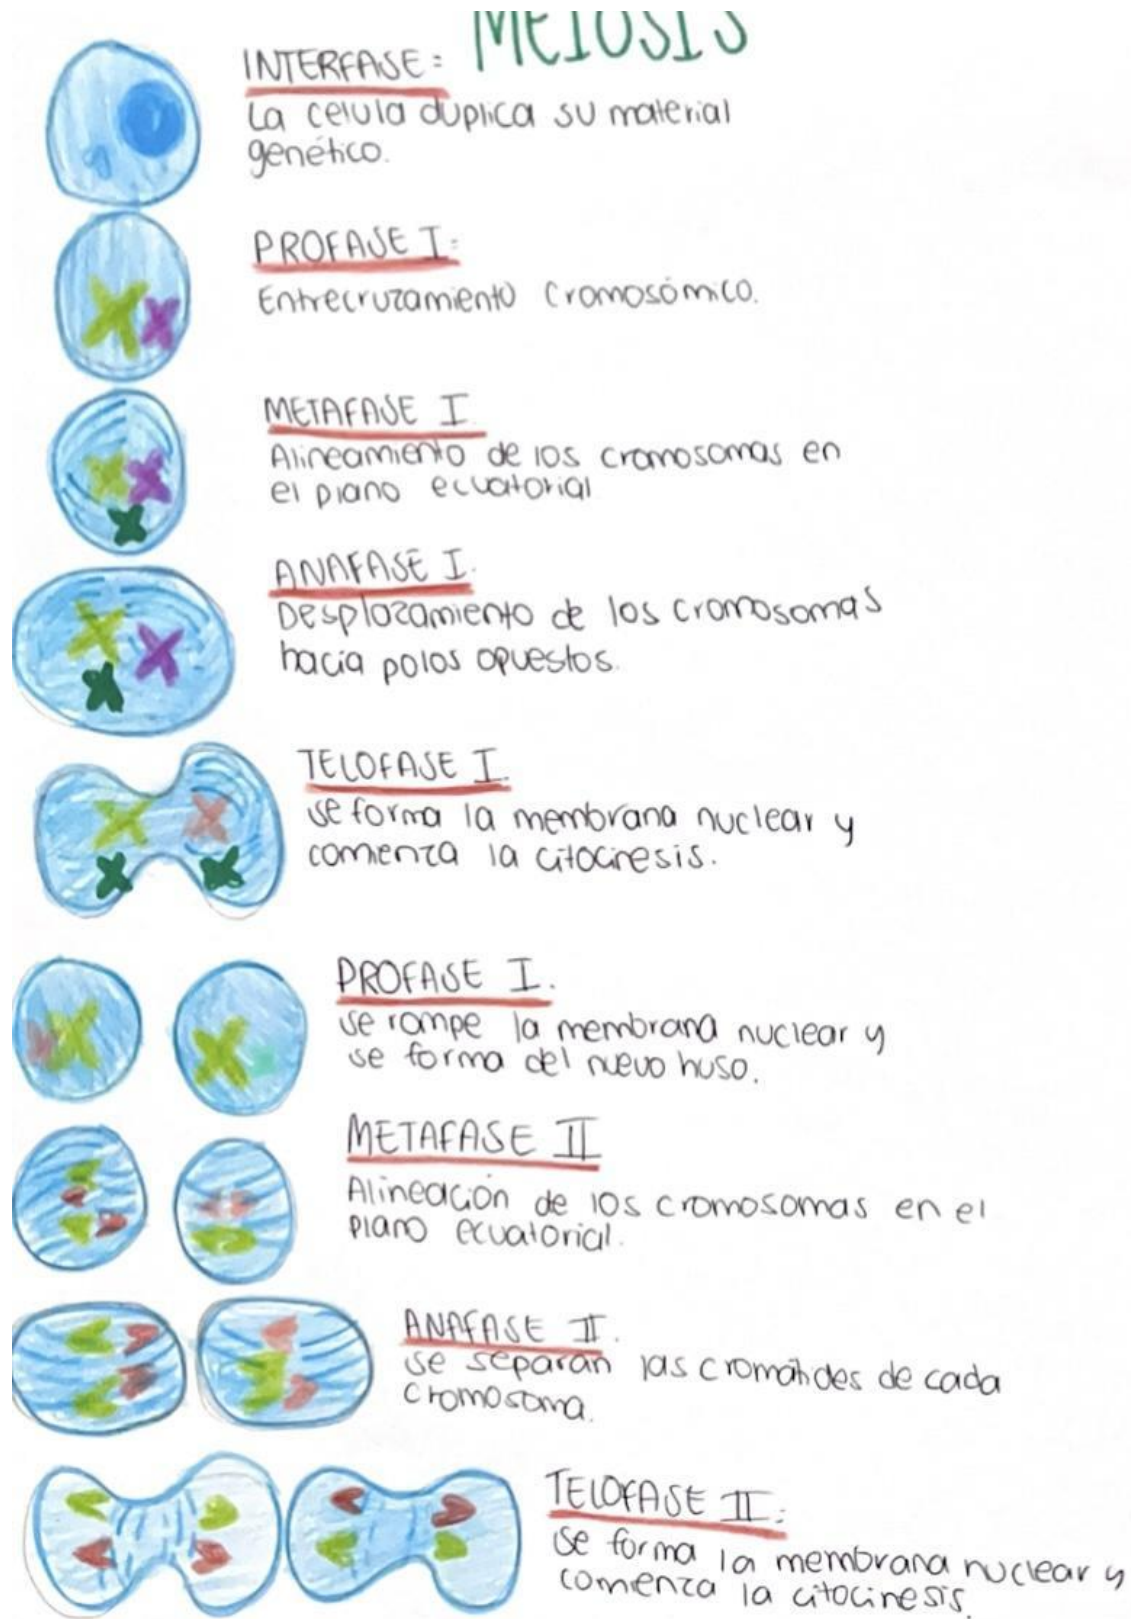 MEIOSIS
INTERFASE:
La celula duplica su material
genético.
PROFASE I:
Entrecruzamiento cromosómico.
METAFASE I
Alineamiento de los cromosomas en
el plano ecuatorial
ANAFASE I.
Desplazamiento de los cromosomas
hacia polos opuestos.
TELOFASE I.
se forma la membrana nuclear y
comienza la citocinesis.
PROFASE I.
se rompe la membrana nuclear y
se forma del nuevo huso.
METAFASE II
Alineación de los cromosomas en el
plano ecuatorial.
ANAFASE II.
se separan las cromatides de cada
cromosoma.
TELOFASE II:
se forma la membrana nuclear y
comienza la citocinesis.